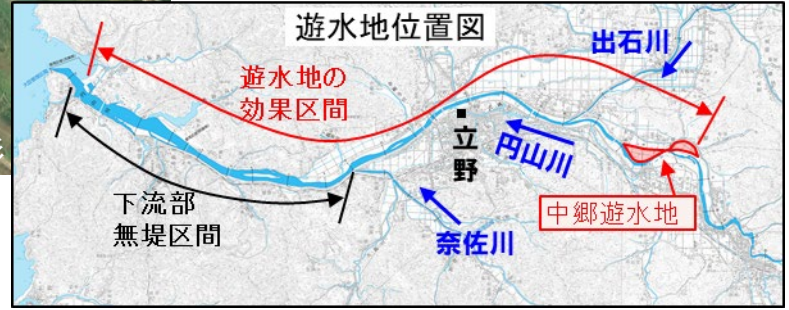 遊水地位置図
出石川
遊水地の
効果区間
立野
円山川
下流部
無堤区間
奈佐川
中郷遊水地